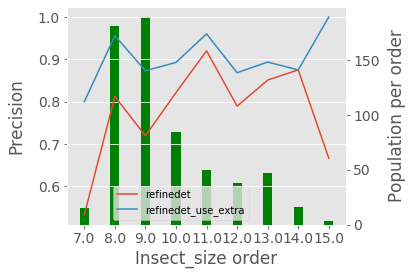 1.0
0.9
0.8
0.7
0.6
Precision
150
100
50
0
Population per order
refinedet
refinedet_use_extra
7.0 8.0 9.0 10.0 11.0 12.0 13.0 14.0 15.0
Insect_size order